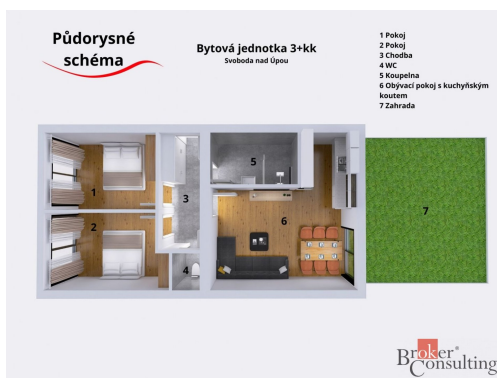 Půdorysné
schéma
Bytová jednotka 3+kk
Svoboda nad Úpou
1 Pokoj
2 Pokoj
3 Chodba
4 WC
5 Koupelna
6 Obývací pokoj s kuchyňským
koutem
7 Zahrada
1
2
3
4
5
6
7
Broker®
Consulting